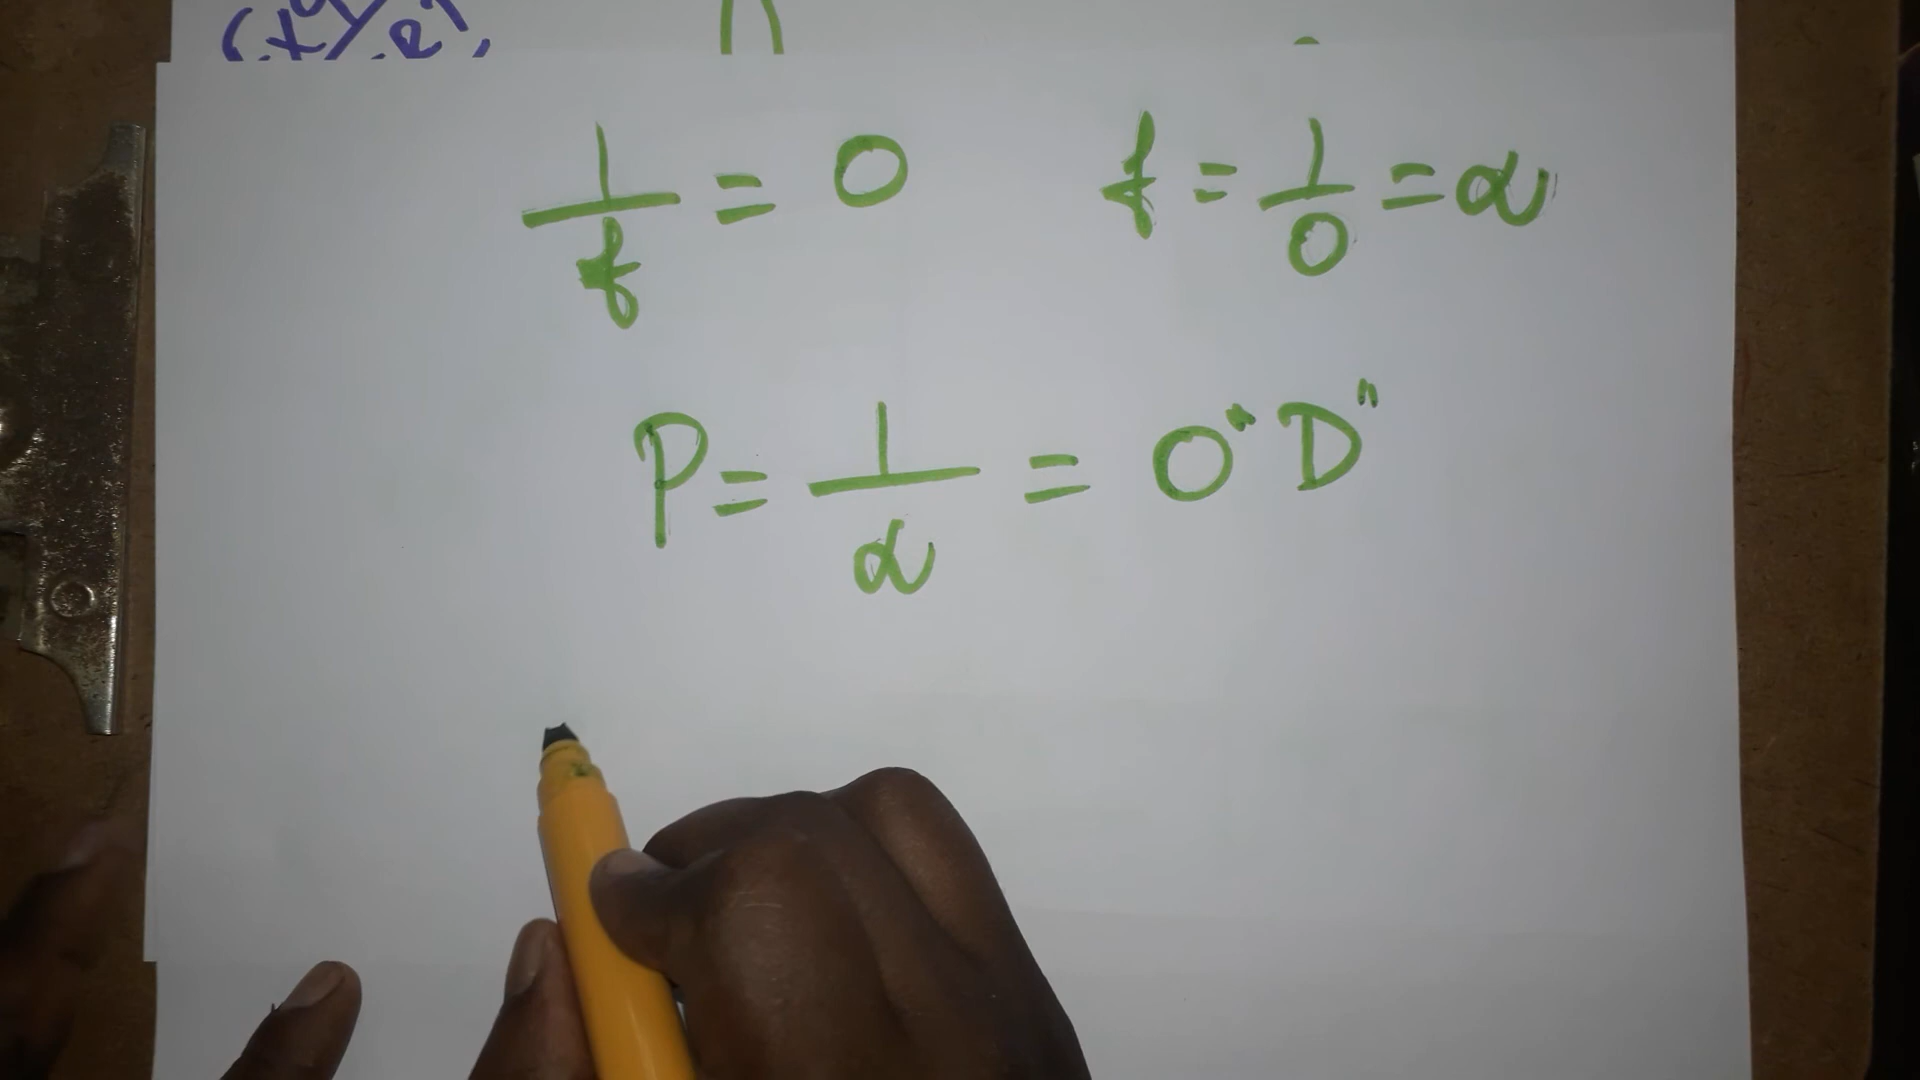 1/f = 0 f = 1/0 = α
P = 1/α = 0 "D"